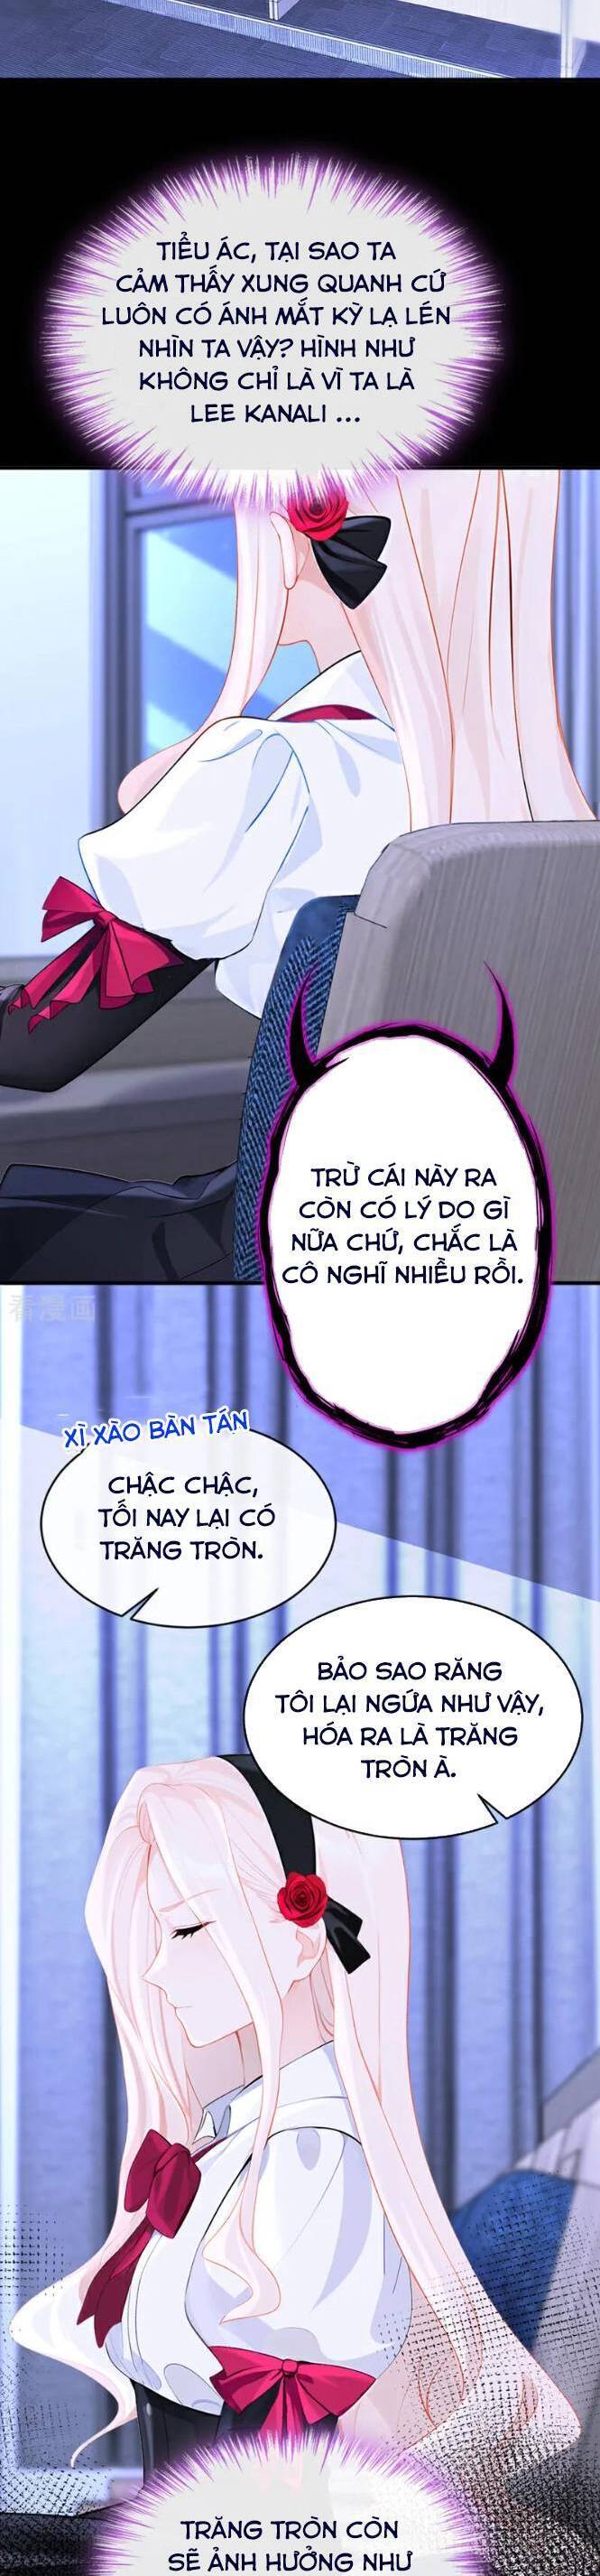 TIỂU ÁC, TẠI SAO TA
CẢM THẤY XUNG QUANH CỨ
LUÔN CÓ ÁNH MẮT KỲ LẠ LÉN
NHÌN TA VẬY? HÌNH NHƯ
KHÔNG CHỈ LÀ VÌ TA LÀ
LEE KANALI ...
TRỪ CÁI NÀY RA
CÒN CÓ LÝ DO GÌ
NỮA CHỨ, CHẮC LÀ
CÔ NGHĨ NHIỀU RỒI.
看漫画
XÌ XÀO BÀN TÁN
CHẬC CHẬC,
TỐI NAY LẠI CÓ
TRĂNG TRÒN.
BẢO SAO RĂNG
TÔI LẠI NGỨA NHƯ VẬY,
HÓA RA LÀ TRĂNG
TRÒN À.
TRĂNG TRÒN CÒN
SẼ ẢNH HƯỞNG NHƯ